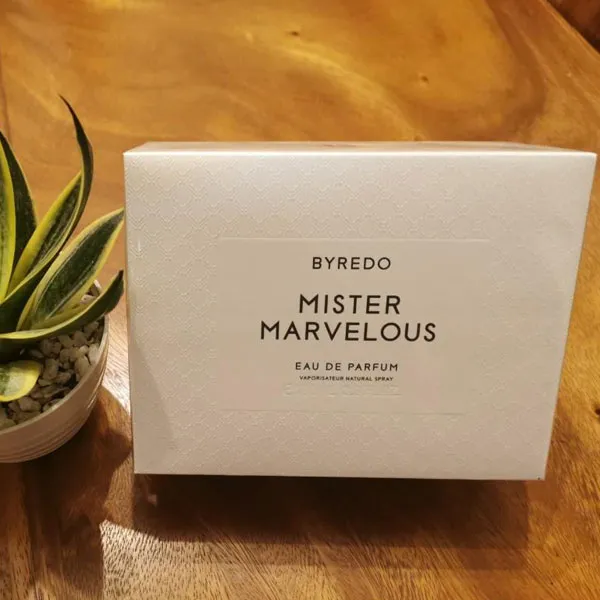 BYREDO
MISTER
MARVELOUS
EAU DE PARFUM
VAPORISATEUR NATURAL SPRAY